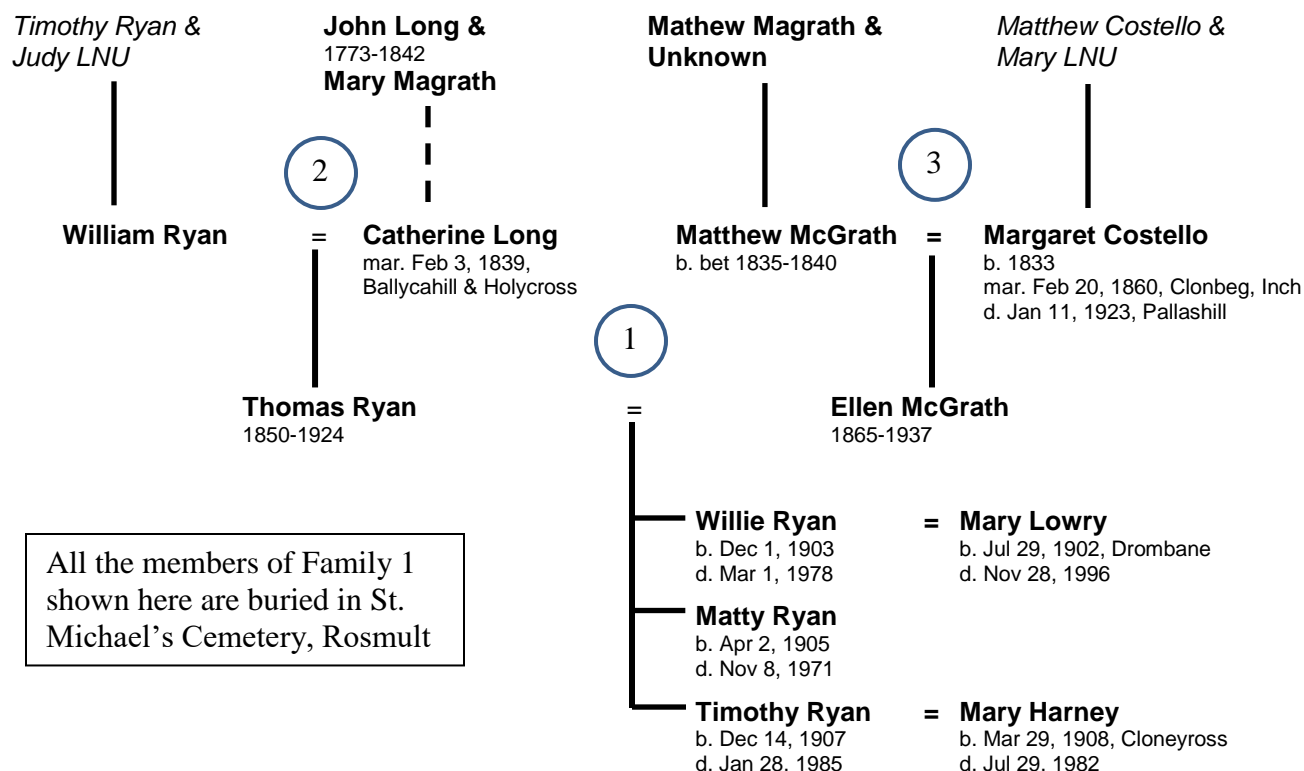 Timothy Ryan &
Judy LNU
John Long &
1773-1842
Mary Magrath
Mathew Magrath &
Unknown
Matthew Costello &
Mary LNU
2
3
William Ryan
=
Catherine Long
mar. Feb 3, 1839,
Ballycahill & Holycross
Matthew McGrath
b. bet 1835-1840
=
Margaret Costello
b. 1833
mar. Feb 20, 1860, Clonbeg, Inch
d. Jan 11, 1923, Pallashill
1
Thomas Ryan
1850-1924
=
Ellen McGrath
1865-1937
Willie Ryan
b. Dec 1, 1903
d. Mar 1, 1978
=
Mary Lowry
b. Jul 29, 1902, Drombane
d. Nov 28, 1996
Matty Ryan
b. Apr 2, 1905
d. Nov 8, 1971
Timothy Ryan
b. Dec 14, 1907
d. Jan 28, 1985
=
Mary Harney
b. Mar 29, 1908, Cloneyross
d. Jul 29, 1982
All the members of Family 1
shown here are buried in St.
Michael's Cemetery, Rosmult